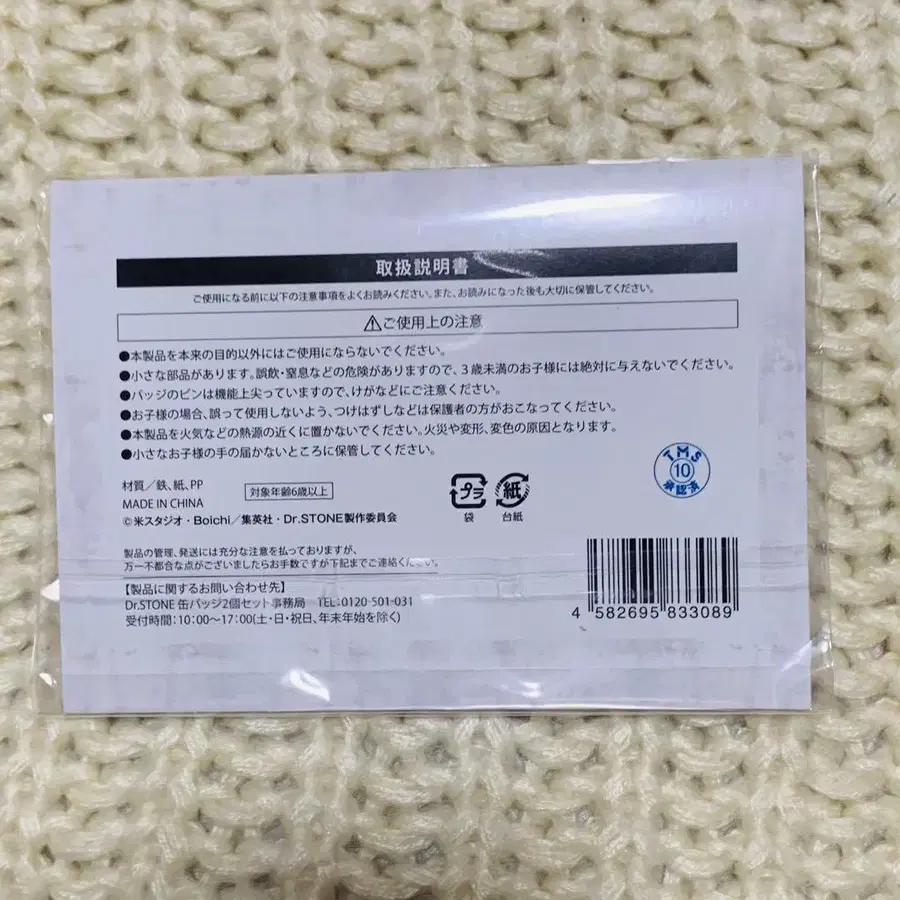 取扱説明書
ご使用になる前に以下の注意事項をよくお読みください。また、お読みになった後も大切に保管してください。
⚠ご使用上の注意
●本製品を本来の目的以外にはご使用にならないでください。
●小さな部品があります。誤飲・窒息などの危険がありますので、3歳未満のお子様には絶対に与えないでください。
●バッジのピンは機能上尖っていますので、けがなどにご注意ください。
●お子様の場合、誤って使用しないよう、つけはずしなどは保護者の方がおこなってください。
●本製品を火気などの熱源の近くに置かないでください。火災や変形、変色の原因となります。
●小さなお子様の手の届かないところに保管してください。
材質/鉄、紙、PP
対象年齢6歳以上
MADE IN CHINA
©米スタジオ・Boichi/集英社・Dr.STONE製作委員会
プラ
袋
紙
台紙
TMS
10
承認済
製品の管理、発送には充分な注意を払っておりますが、
万一不都合な点がございましたらお手数ですが下記までご連絡ください。
【製品に関するお問い合わせ先】
Dr.STONE 缶バッジ2個セット事務局 TEL:0120-501-031
受付時間:10:00〜17:00(土・日・祝日、年末年始を除く)
4 582695 833089